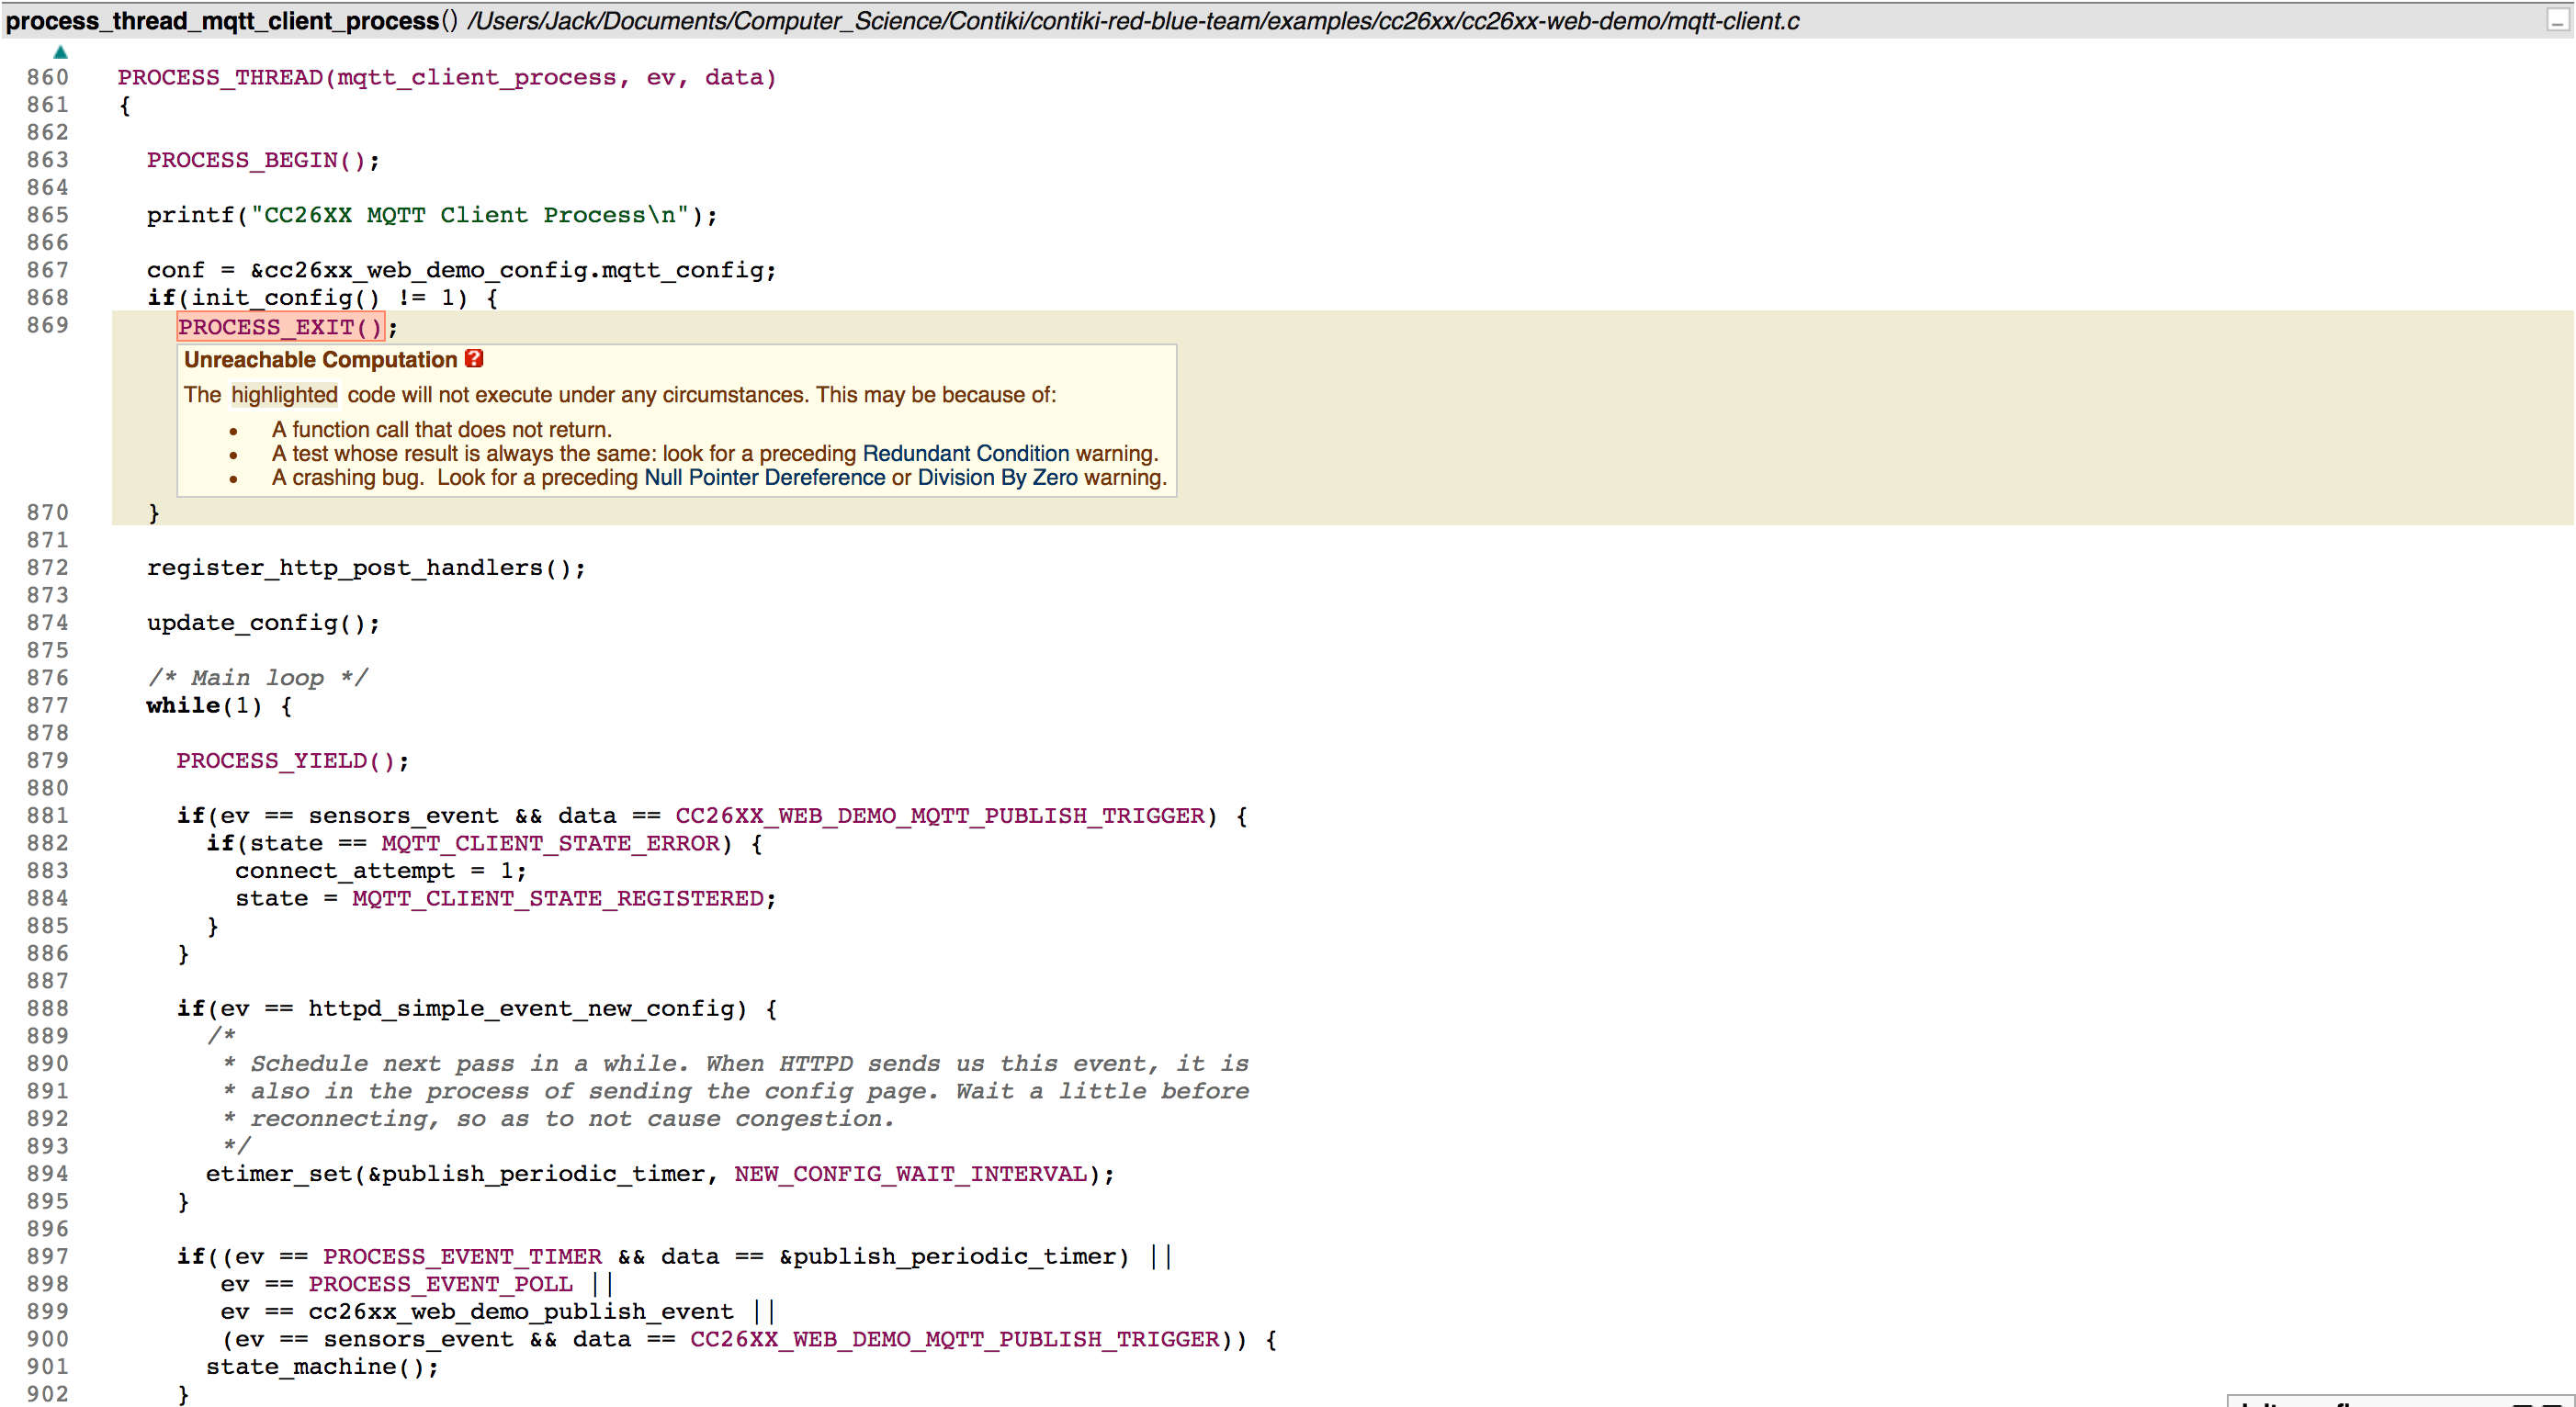 process_thread_mqtt_client_process() /Users/Jack/Documents/Computer_Science/Contiki/contiki-red-blue-team/examples/cc26xx/cc26xx-web-demo/mqtt-client.c
860 PROCESS_THREAD(mqtt_client_process, ev, data)
861 {
862
863 PROCESS_BEGIN();
864
865 printf("CC26XX MQTT Client Process\n");
866
867 conf = &cc26xx_web_demo_config.mqtt_config;
868 if(init_config() != 1) {
869 PROCESS_EXIT();
Unreachable Computation ?
The highlighted code will not execute under any circumstances. This may be because of:
• A function call that does not return.
• A test whose result is always the same: look for a preceding Redundant Condition warning.
• A crashing bug. Look for a preceding Null Pointer Dereference or Division By Zero warning.
870 }
871
872 register_http_post_handlers();
873
874 update_config();
875
876 /* Main loop */
877 while(1) {
878
879 PROCESS_YIELD();
880
881 if(ev == sensors_event && data == CC26XX_WEB_DEMO_MQTT_PUBLISH_TRIGGER) {
882 if(state == MQTT_CLIENT_STATE_ERROR) {
883 connect_attempt = 1;
884 state = MQTT_CLIENT_STATE_REGISTERED;
885 }
886 }
887
888 if(ev == httpd_simple_event_new_config) {
889 /*
890 * Schedule next pass in a while. When HTTPD sends us this event, it is
891 * also in the process of sending the config page. Wait a little before
892 * reconnecting, so as to not cause congestion.
893 */
894 etimer_set(&publish_periodic_timer, NEW_CONFIG_WAIT_INTERVAL);
895 }
896
897 if((ev == PROCESS_EVENT_TIMER && data == &publish_periodic_timer) ||
898 ev == PROCESS_EVENT_POLL ||
899 ev == cc26xx_web_demo_publish_event ||
900 (ev == sensors_event && data == CC26XX_WEB_DEMO_MQTT_PUBLISH_TRIGGER)) {
901 state_machine();
902 }